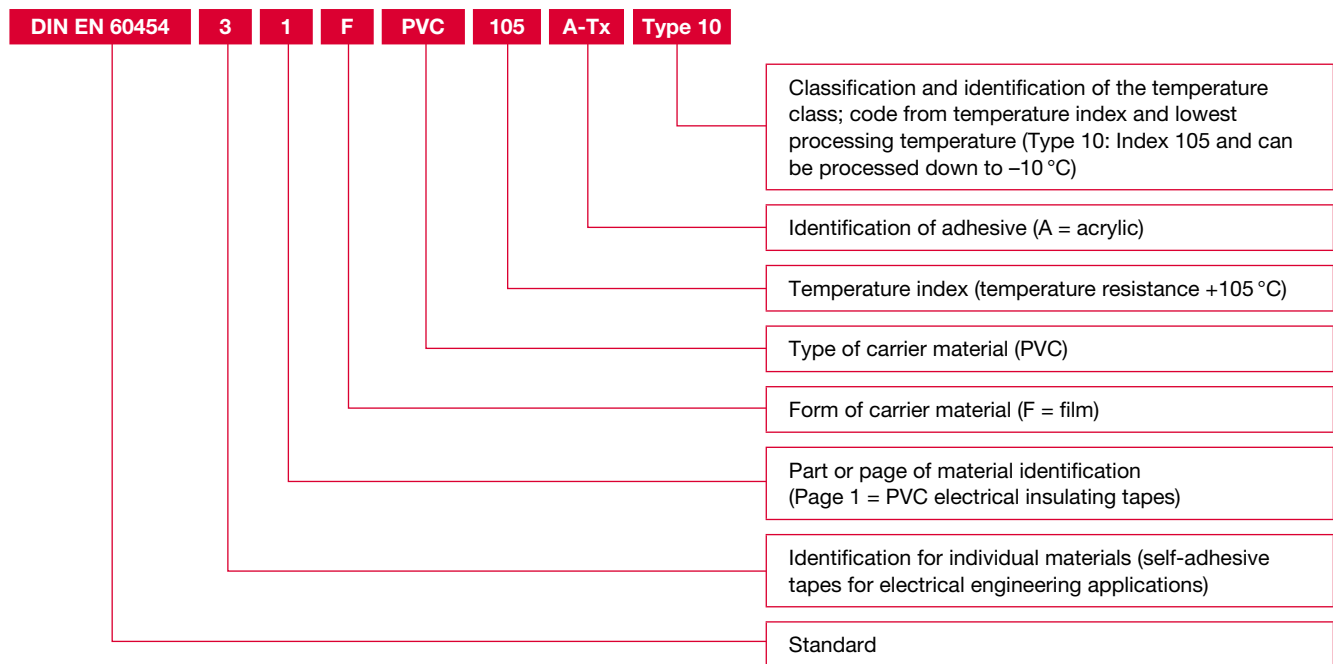 DIN EN 60454 3 1 F PVC 105 A-Tx Type 10
Classification and identification of the temperature
class; code from temperature index and lowest
processing temperature (Type 10: Index 105 and can
be processed down to –10 °C)
Identification of adhesive (A = acrylic)
Temperature index (temperature resistance +105 °C)
Type of carrier material (PVC)
Form of carrier material (F = film)
Part or page of material identification
(Page 1 = PVC electrical insulating tapes)
Identification for individual materials (self-adhesive
tapes for electrical engineering applications)
Standard